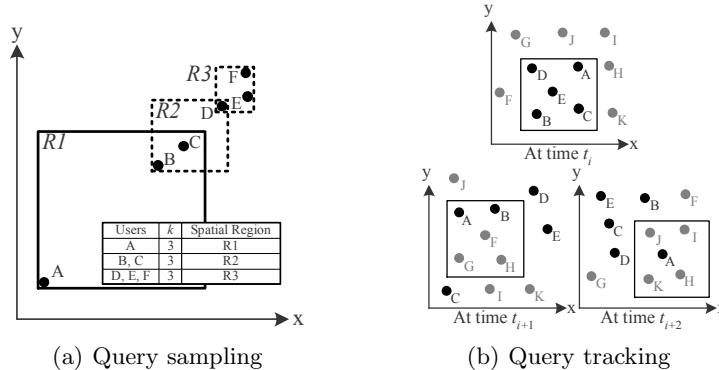 y
R3
F
E
D
R2
C
B
R1
Users k Spatial Region
A 3 R1
B, C 3 R2
D, E, F 3 R3
A
x
(a) Query sampling
y
G J I
D A H
E
F
B C K
x
At time t_i
y
J
D
A B
E
F
G H
C I K
x
At time t_{i+1}
y
E B F
C
J I
D A
G K H
x
At time t_{i+2}
(b) Query tracking